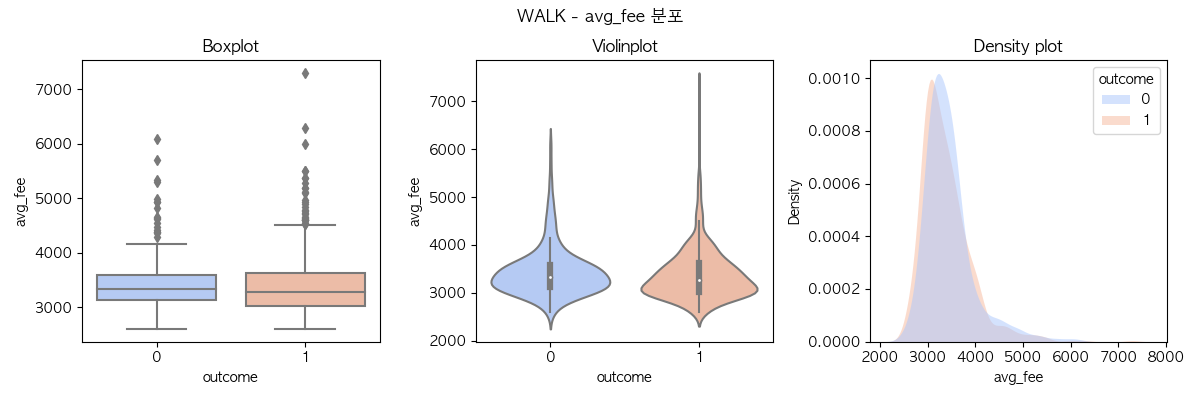 WALK - avg_fee 분포
Boxplot
avg_fee
7000
6000
5000
4000
3000
0
1
outcome
Violinplot
avg_fee
7000
6000
5000
4000
3000
2000
0
1
outcome
Density plot
Density
0.0010
0.0008
0.0006
0.0004
0.0002
0.0000
outcome
0
1
2000 3000 4000 5000 6000 7000 8000
avg_fee